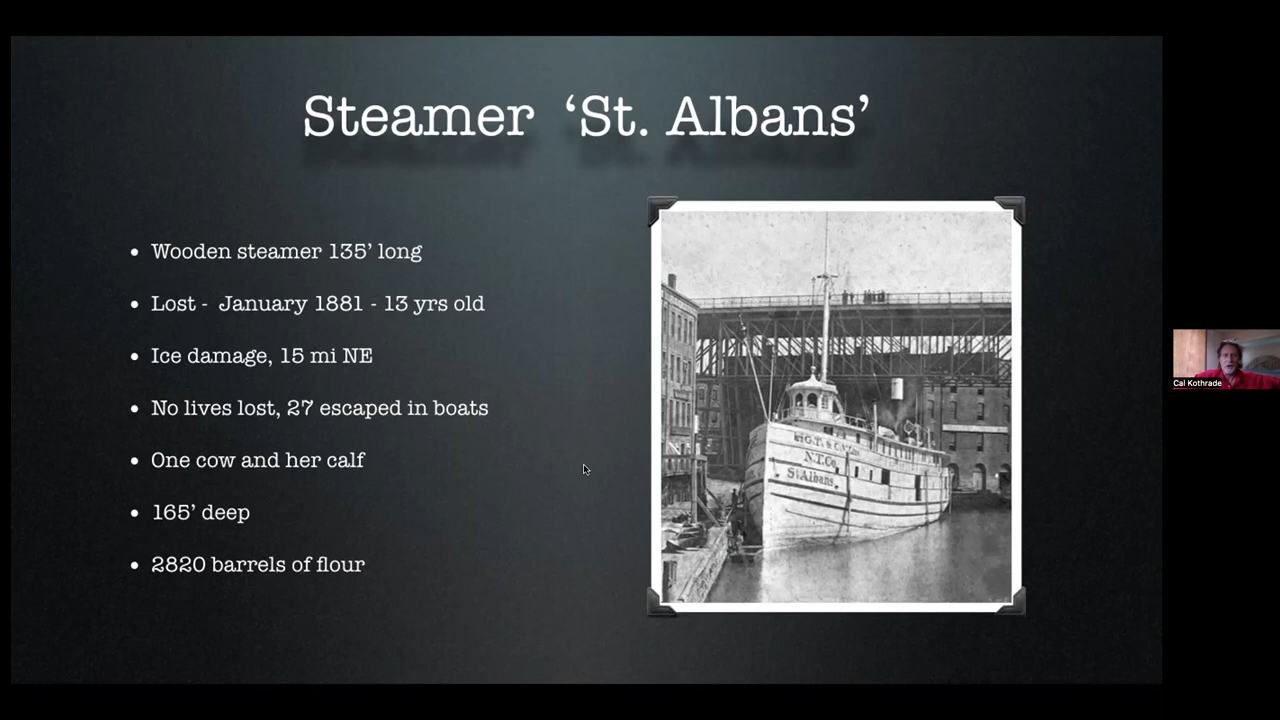 Steamer ‘St. Albans’
• Wooden steamer 135’ long
• Lost - January 1881 - 13 yrs old
• Ice damage, 15 mi NE
• No lives lost, 27 escaped in boats
• One cow and her calf
• 165’ deep
• 2820 barrels of flour
N.T.Co.
St Albans.
Cal Kothrade